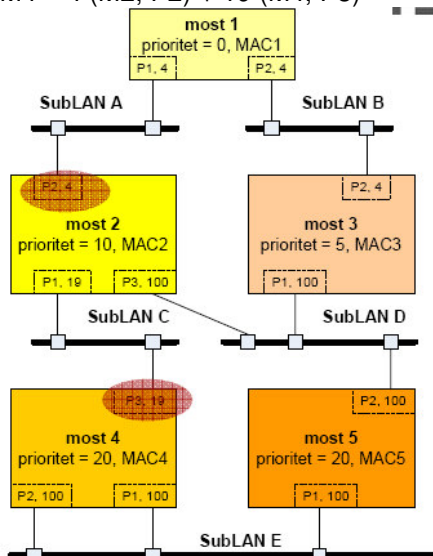 most 1
prioritet = 0, MAC1
P1, 4
P2, 4
SubLAN A
SubLAN B
P2, 4
P2, 4
most 2
prioritet = 10, MAC2
most 3
prioritet = 5, MAC3
P1, 19
P3, 100
P1, 100
SubLAN C
SubLAN D
P3, 19
P2, 100
most 4
prioritet = 20, MAC4
most 5
prioritet = 20, MAC5
P2, 100
P1, 100
P1, 100
SubLAN E